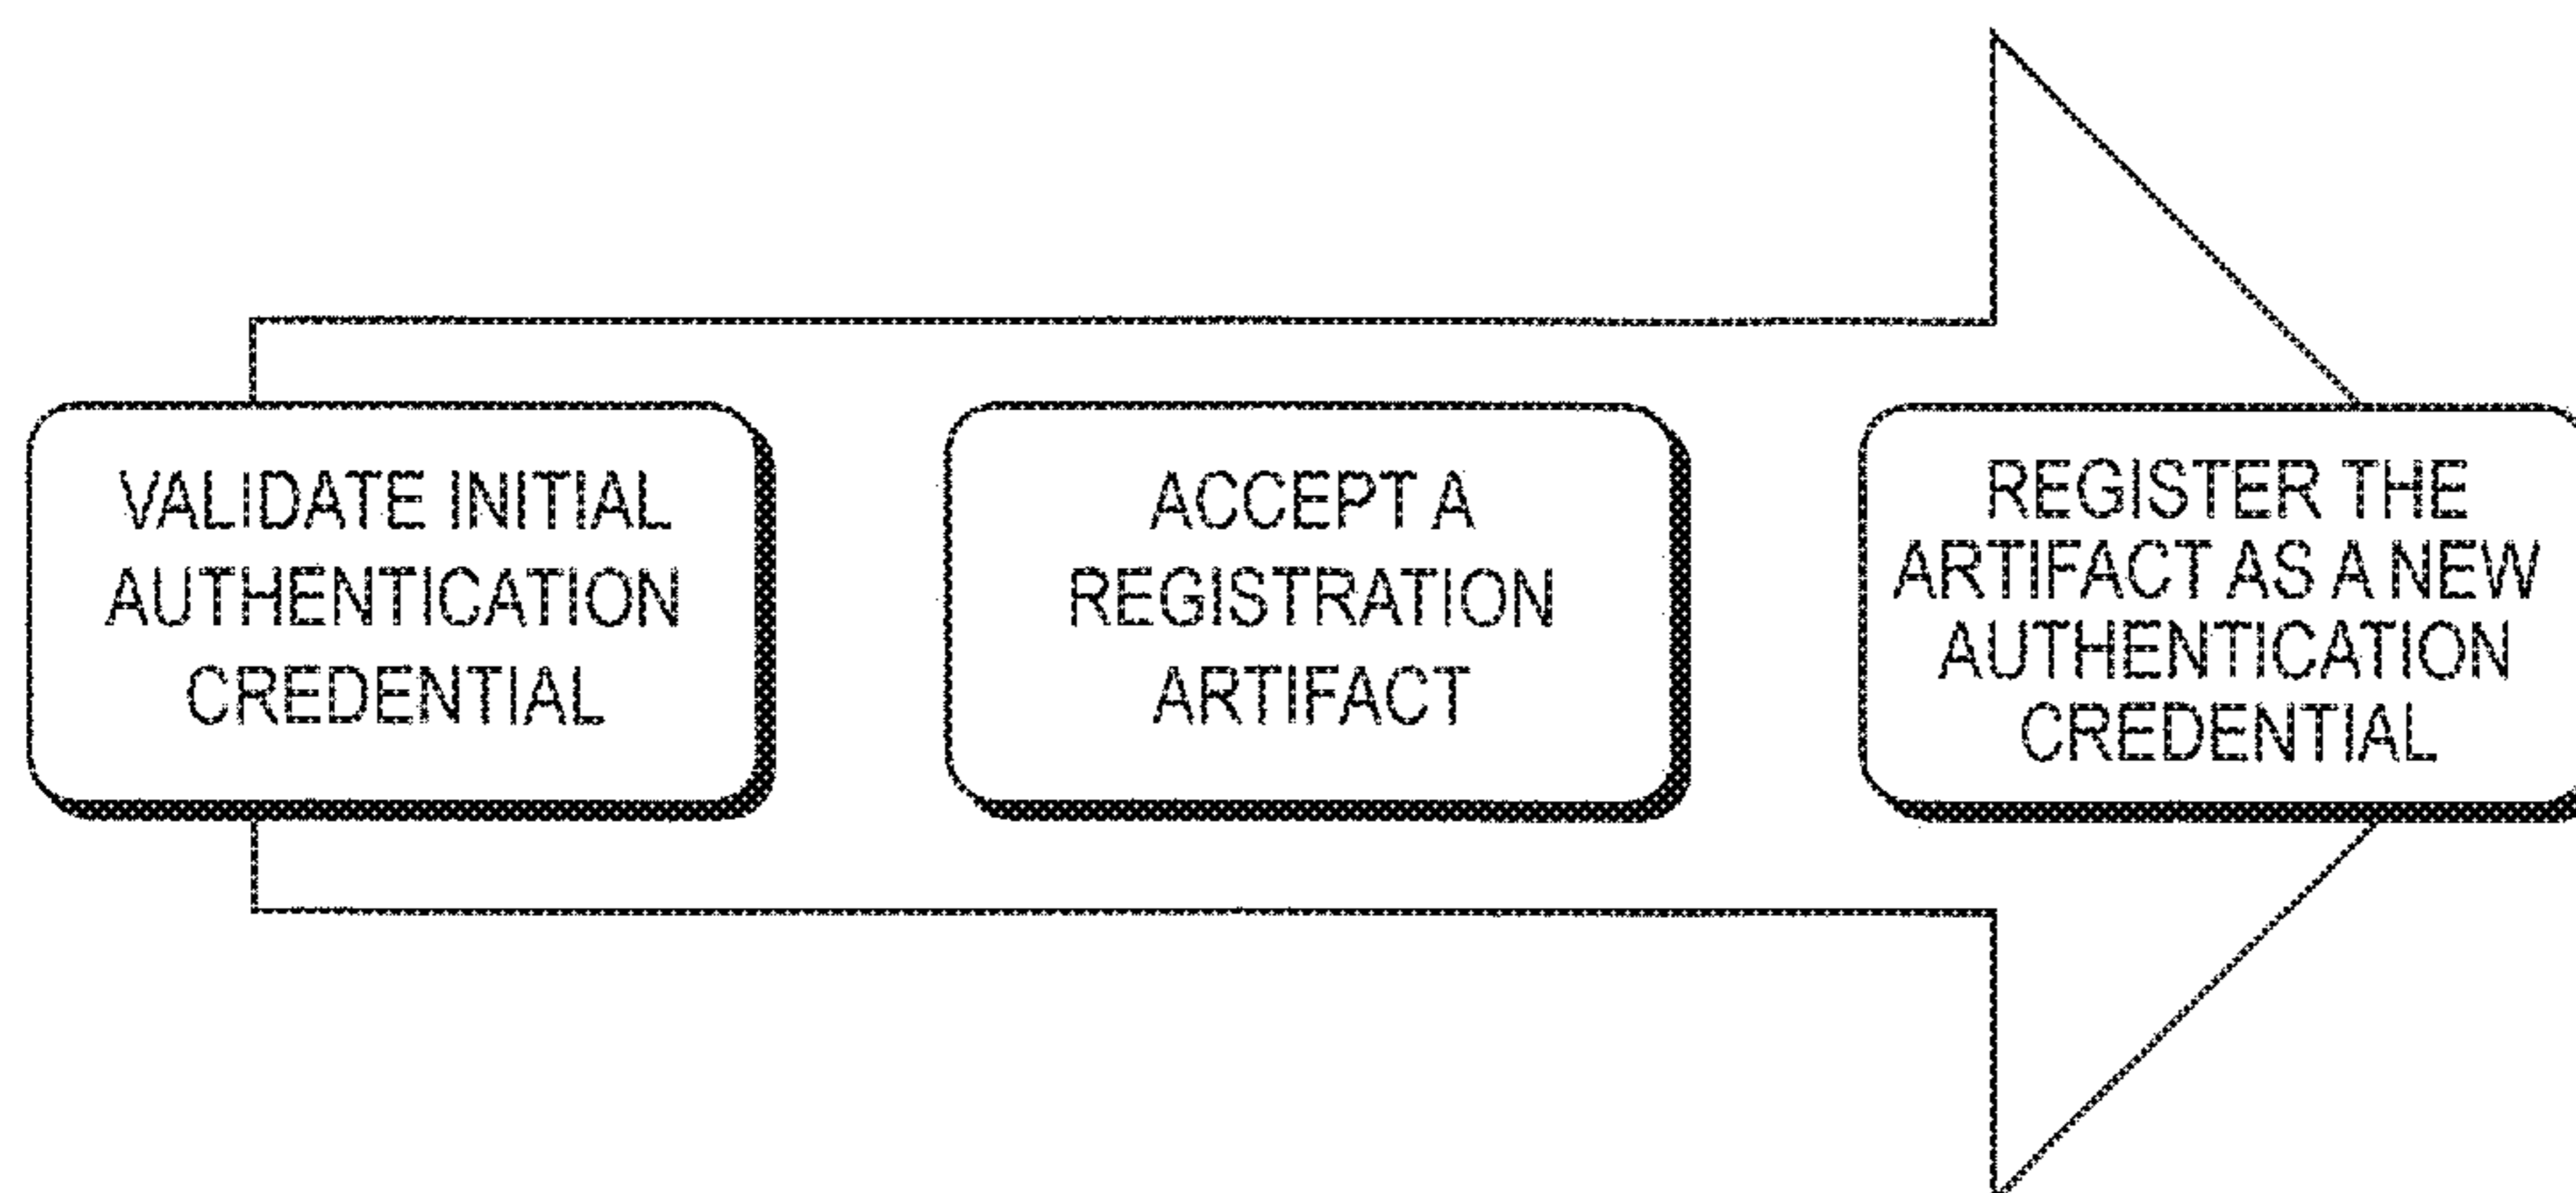 VALIDATE INITIAL
AUTHENTICATION
CREDENTIAL
ACCEPT A
REGISTRATION
ARTIFACT
REGISTER THE
ARTIFACT AS A NEW
AUTHENTICATION
CREDENTIAL